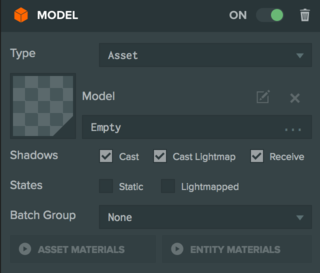 MODEL ON
Type Asset
Model
Empty ...
Shadows Cast Cast Lightmap Receive
States Static Lightmapped
Batch Group None
ASSET MATERIALS ENTITY MATERIALS